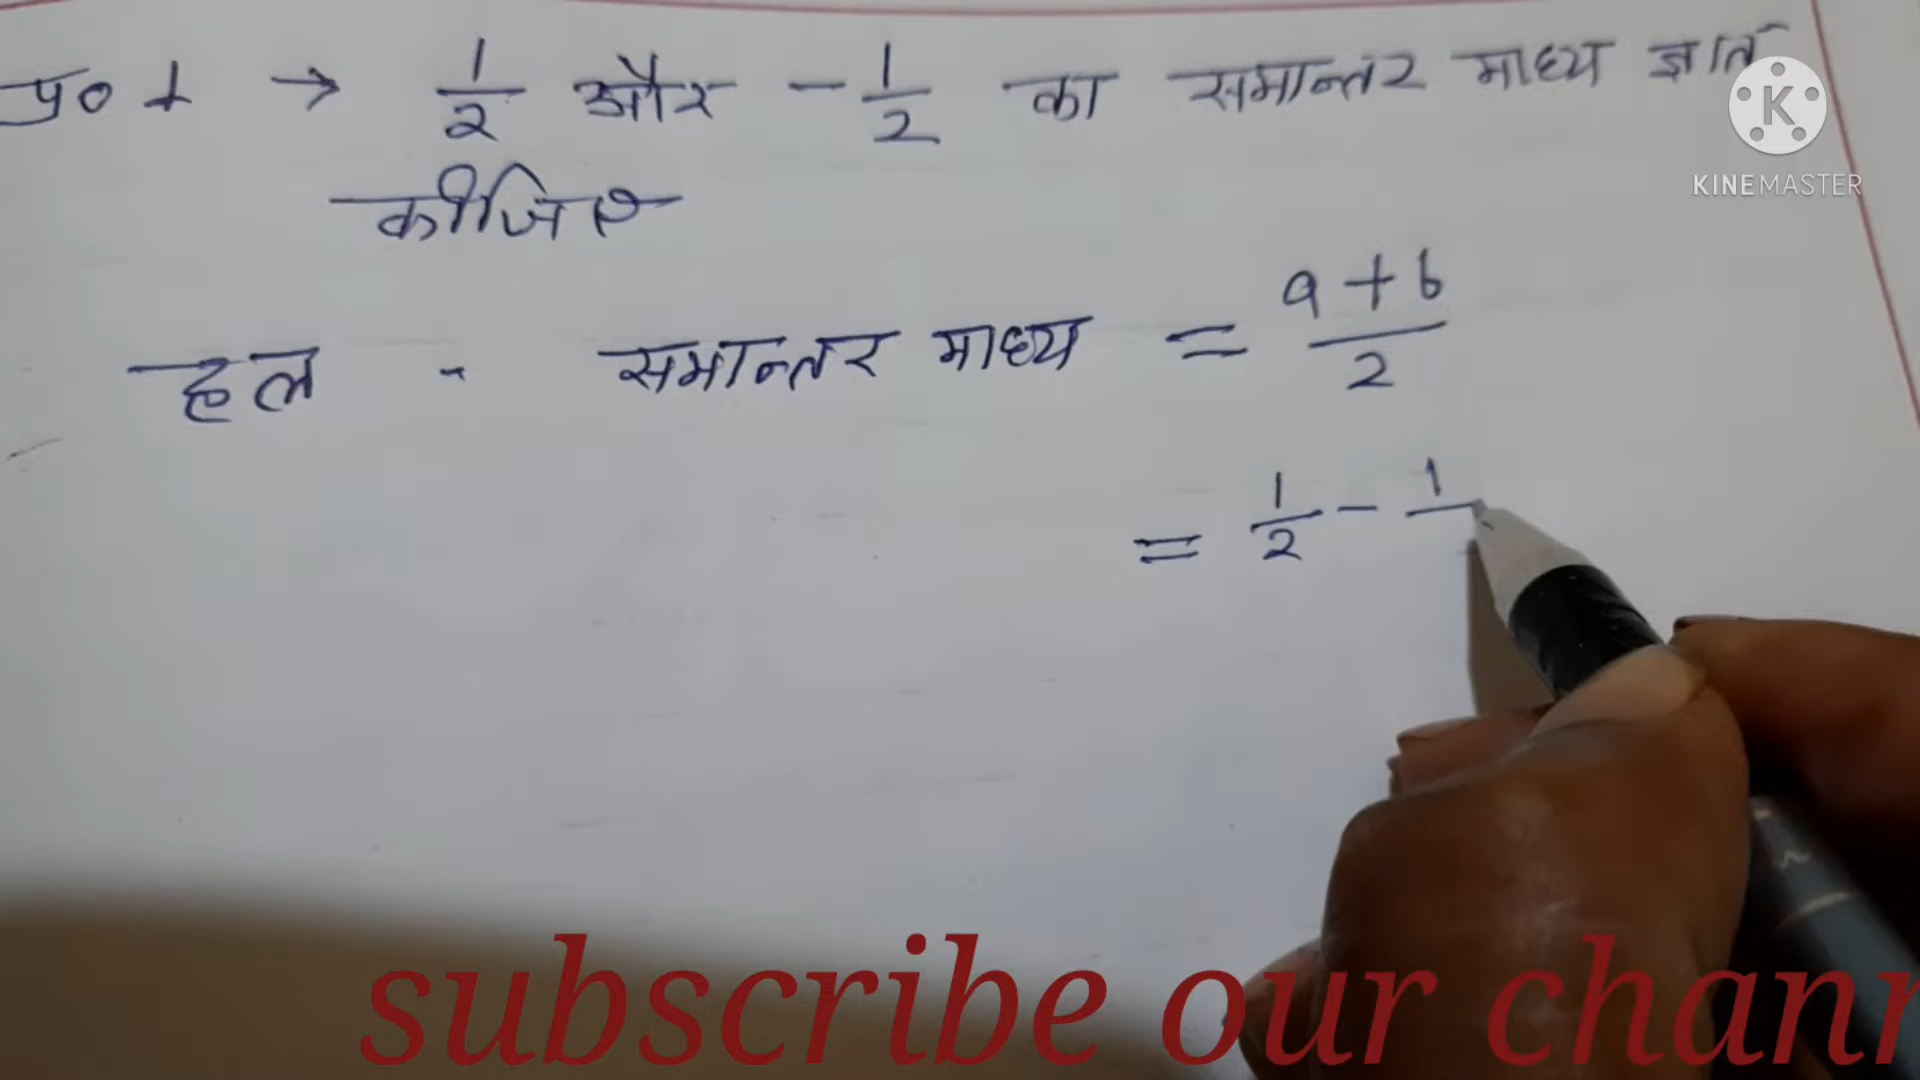 प्र० 1 → 1/2 और - 1/2 का समान्तर माध्य ज्ञात
कीजिए
KINEMASTER
हल - समान्तर माध्य = a + b / 2
= 1/2 - 1
subscribe our chann